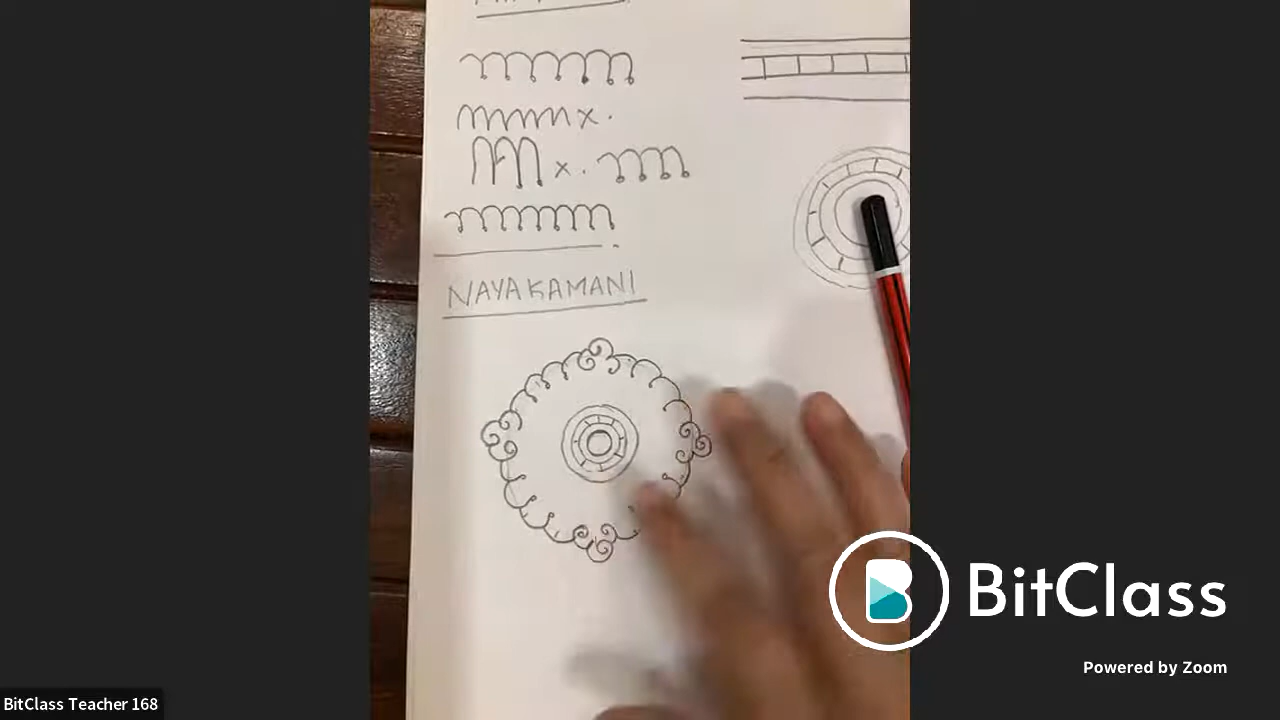 x.
x.
NAYAKAMANI
BitClass
Powered by Zoom
BitClass Teacher 168